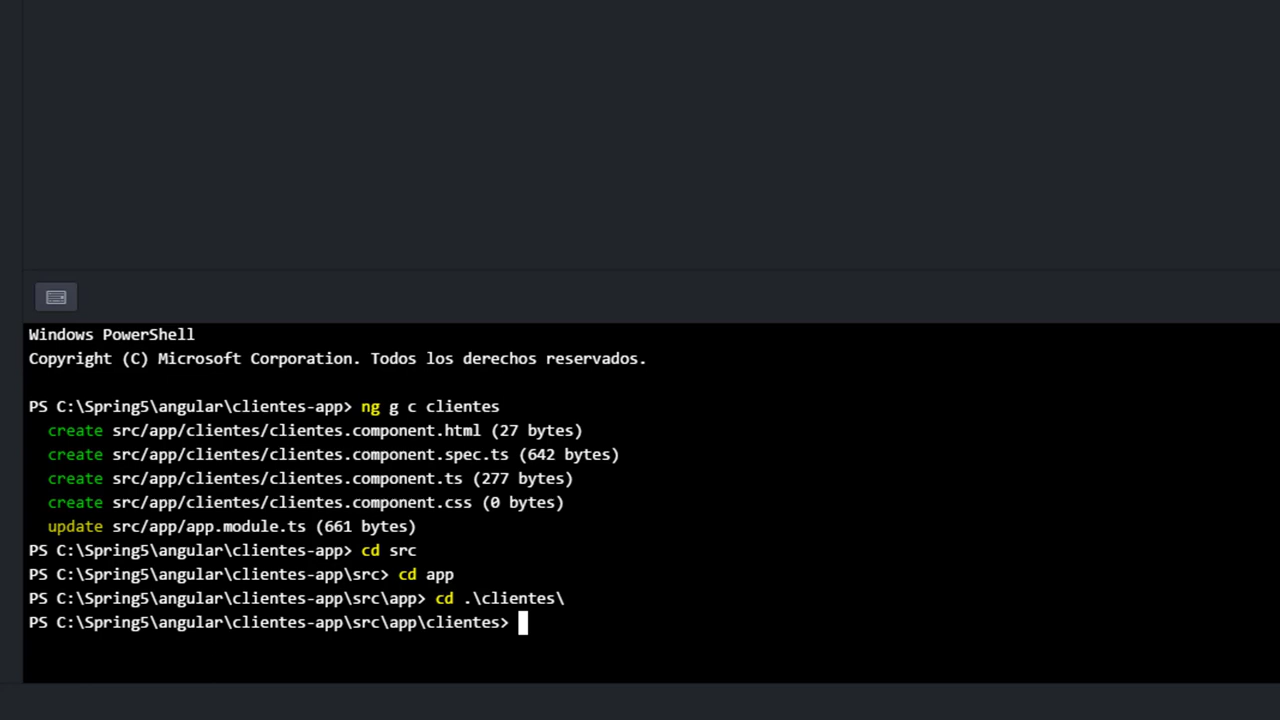 Windows PowerShell
Copyright (C) Microsoft Corporation. Todos los derechos reservados.
PS C:\Spring5\angular\clientes-app> ng g c clientes
create src/app/clientes/clientes.component.html (27 bytes)
create src/app/clientes/clientes.component.spec.ts (642 bytes)
create src/app/clientes/clientes.component.ts (277 bytes)
create src/app/clientes/clientes.component.css (0 bytes)
update src/app/app.module.ts (661 bytes)
PS C:\Spring5\angular\clientes-app> cd src
PS C:\Spring5\angular\clientes-app\src> cd app
PS C:\Spring5\angular\clientes-app\src\app> cd .\clientes\
PS C:\Spring5\angular\clientes-app\src\app\clientes>